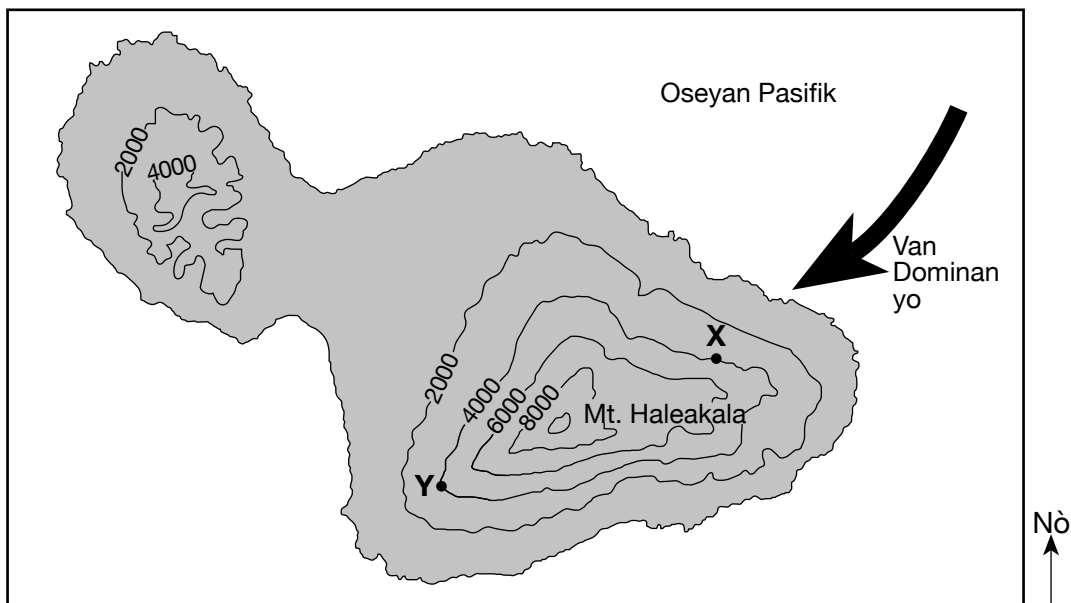 Oseyan Pasifik
2000
4000
Van
Dominan
yo
X
2000
4000
6000
8000
Mt. Haleakala
Y
Nò